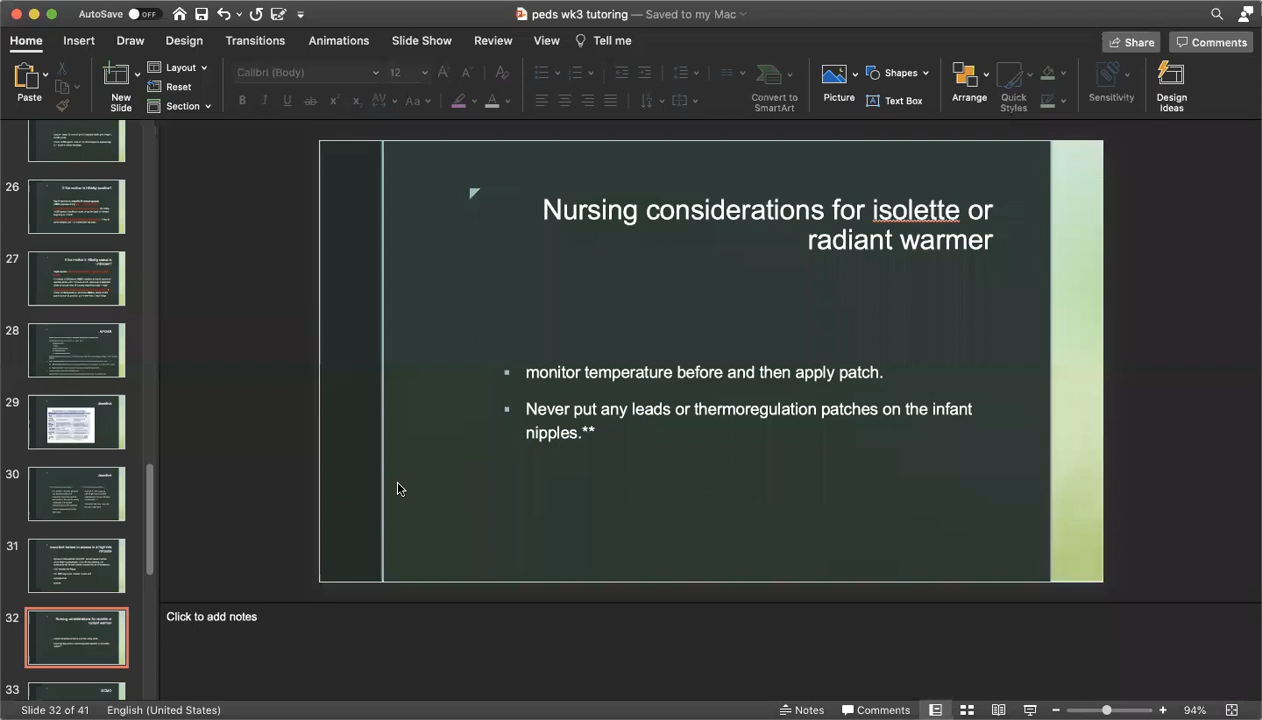 AutoSave OFF
peds wk3 tutoring — Saved to my Mac
Home Insert Draw Design Transitions Animations Slide Show Review View Tell me
Share Comments
Paste
New Slide
Layout
Reset
Section
Calibri (Body) 12
Convert to SmartArt
Picture
Shapes
Text Box
Arrange
Quick Styles
Sensitivity
Design Ideas
26
27
28
29
30
31
32
33
Nursing considerations for isolette or
radiant warmer
monitor temperature before and then apply patch.
Never put any leads or thermoregulation patches on the infant
nipples.**
Click to add notes
Slide 32 of 41 English (United States)
Notes Comments 94%